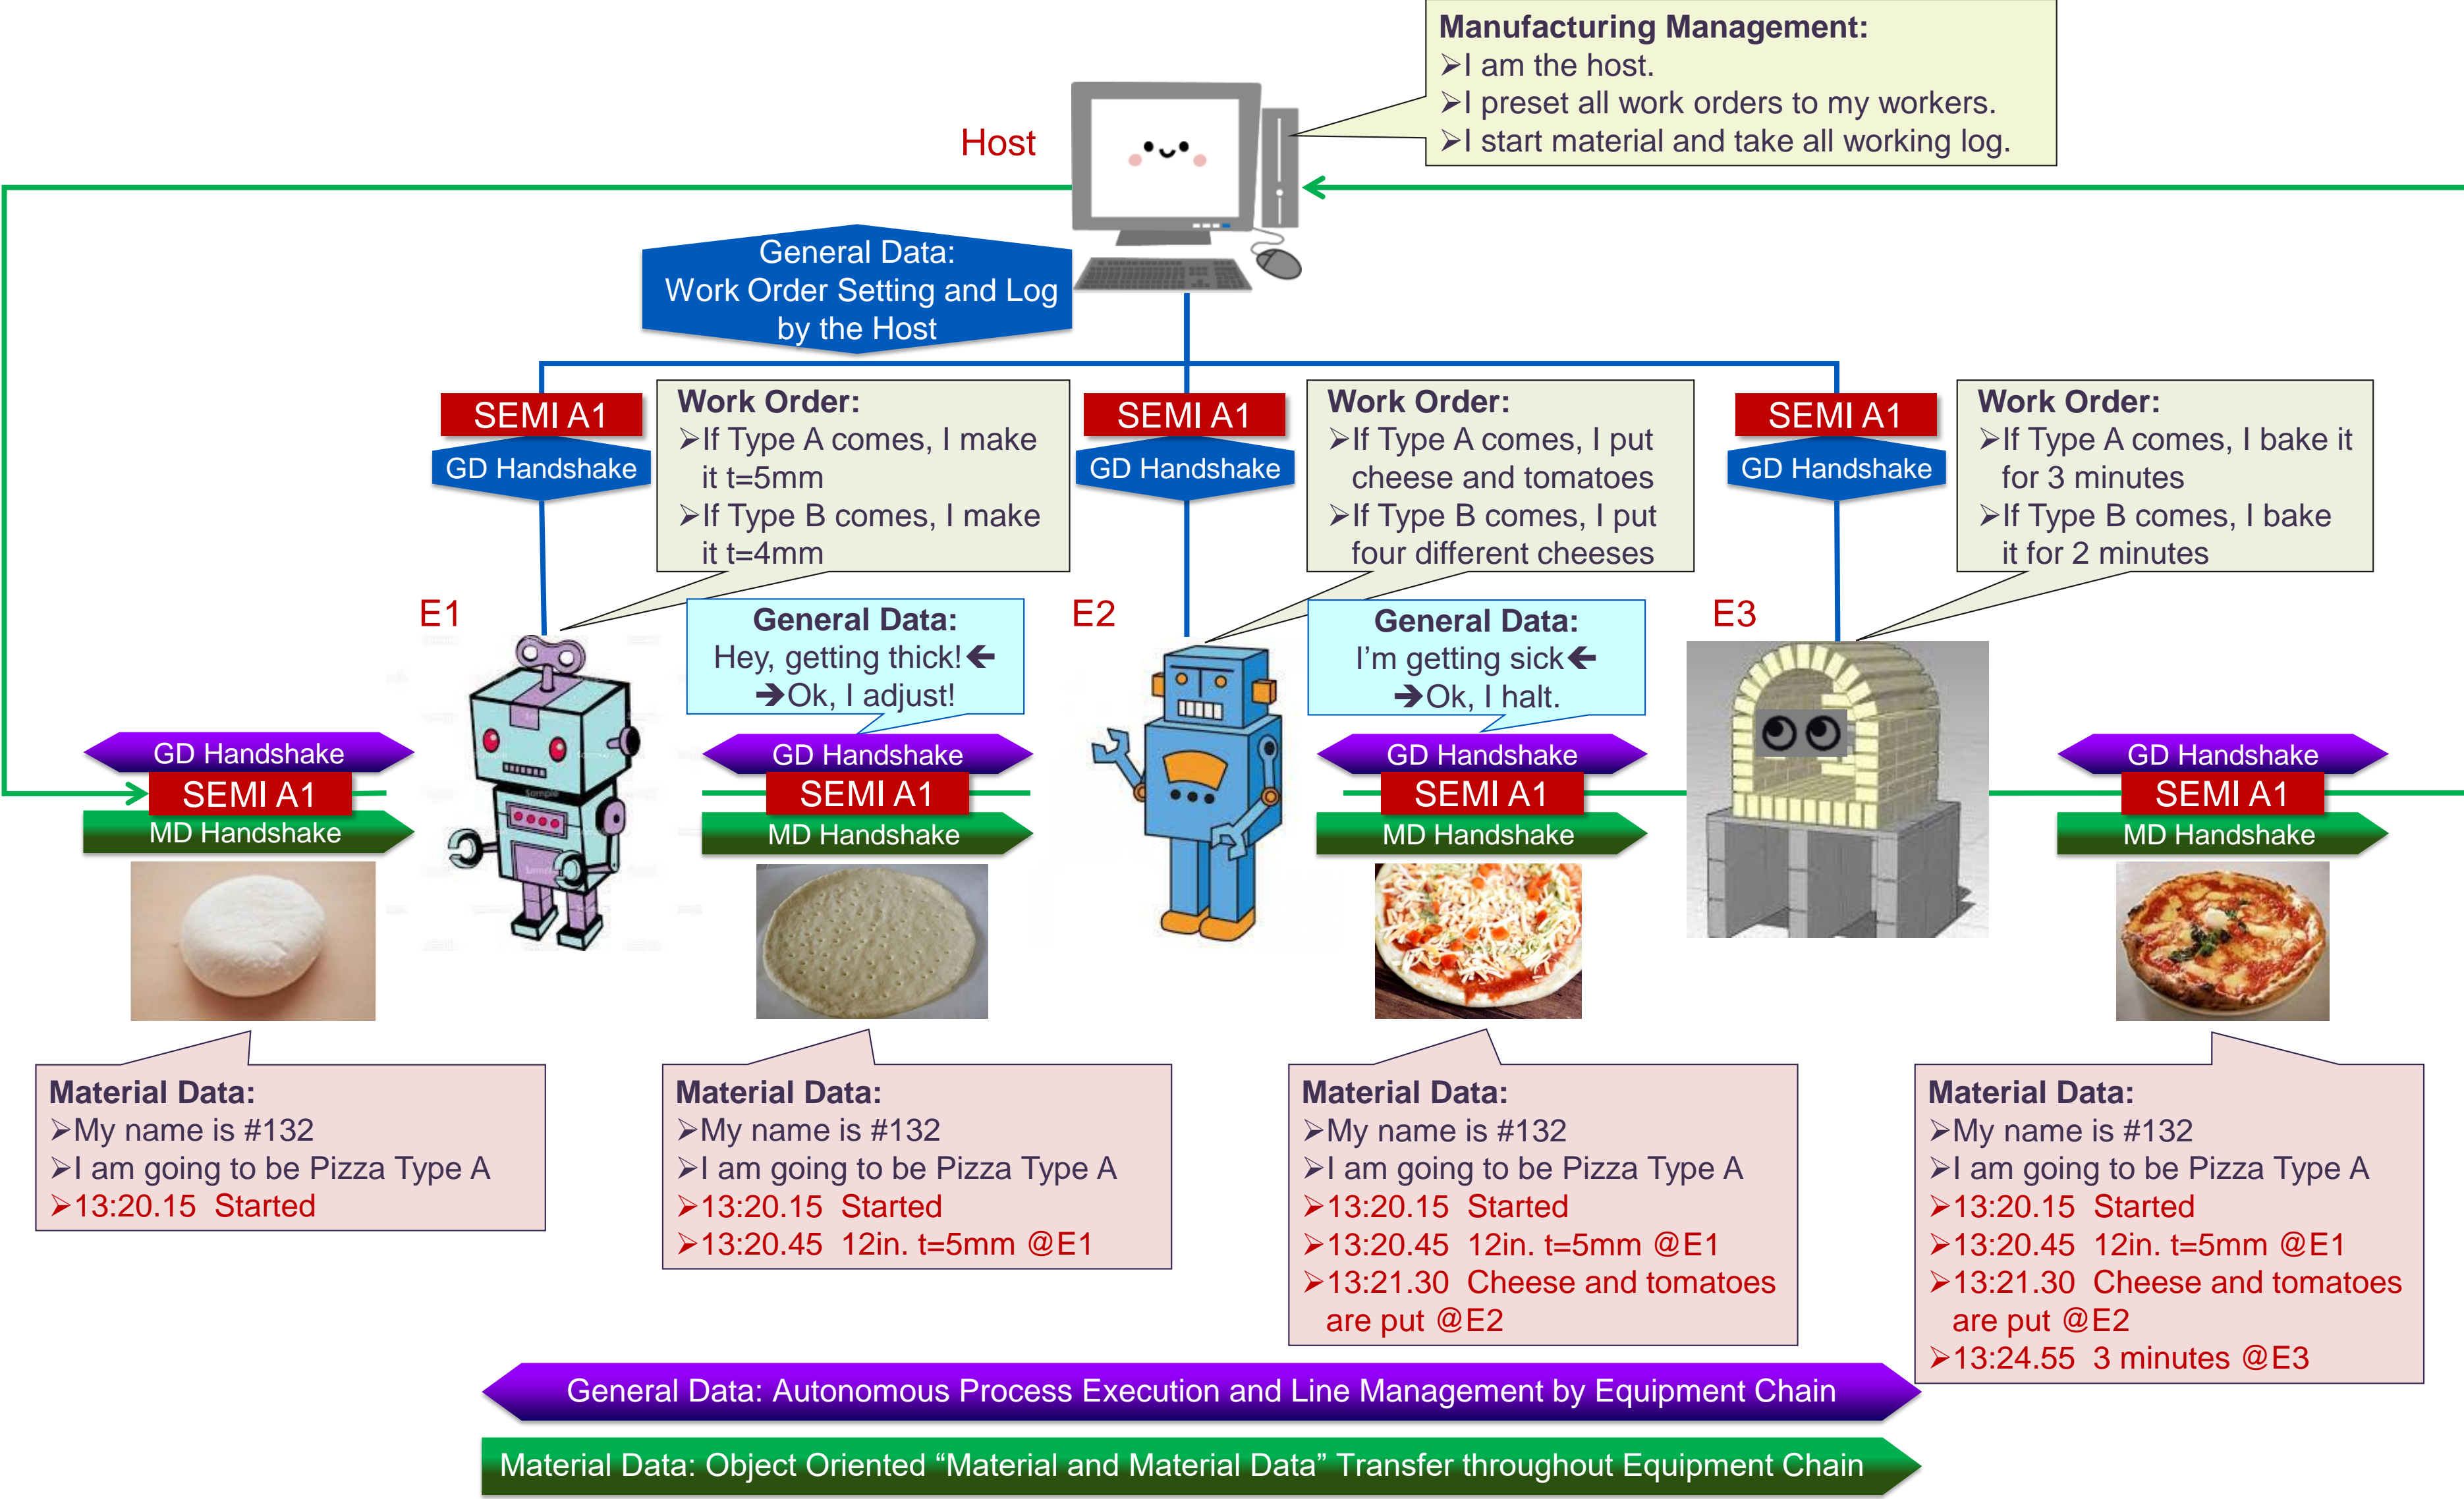 Manufacturing Management:
➢I am the host.
➢I preset all work orders to my workers.
➢I start material and take all working log.
Host
General Data:
Work Order Setting and Log
by the Host
SEMI A1
GD Handshake
Work Order:
➢If Type A comes, I make
it t=5mm
➢If Type B comes, I make
it t=4mm
SEMI A1
GD Handshake
Work Order:
➢If Type A comes, I put
cheese and tomatoes
➢If Type B comes, I put
four different cheeses
SEMI A1
GD Handshake
Work Order:
➢If Type A comes, I bake it
for 3 minutes
➢If Type B comes, I bake
it for 2 minutes
E1
General Data:
Hey, getting thick!🡸
🡺Ok, I adjust!
E2
General Data:
I’m getting sick🡸
🡺Ok, I halt.
E3
GD Handshake
SEMI A1
MD Handshake
Sample
Sample
GD Handshake
SEMI A1
MD Handshake
GD Handshake
SEMI A1
MD Handshake
GD Handshake
SEMI A1
MD Handshake
Material Data:
➢My name is #132
➢I am going to be Pizza Type A
➢13:20.15 Started
Material Data:
➢My name is #132
➢I am going to be Pizza Type A
➢13:20.15 Started
➢13:20.45 12in. t=5mm @E1
Material Data:
➢My name is #132
➢I am going to be Pizza Type A
➢13:20.15 Started
➢13:20.45 12in. t=5mm @E1
➢13:21.30 Cheese and tomatoes
are put @E2
Material Data:
➢My name is #132
➢I am going to be Pizza Type A
➢13:20.15 Started
➢13:20.45 12in. t=5mm @E1
➢13:21.30 Cheese and tomatoes
are put @E2
➢13:24.55 3 minutes @E3
General Data: Autonomous Process Execution and Line Management by Equipment Chain
Material Data: Object Oriented “Material and Material Data” Transfer throughout Equipment Chain